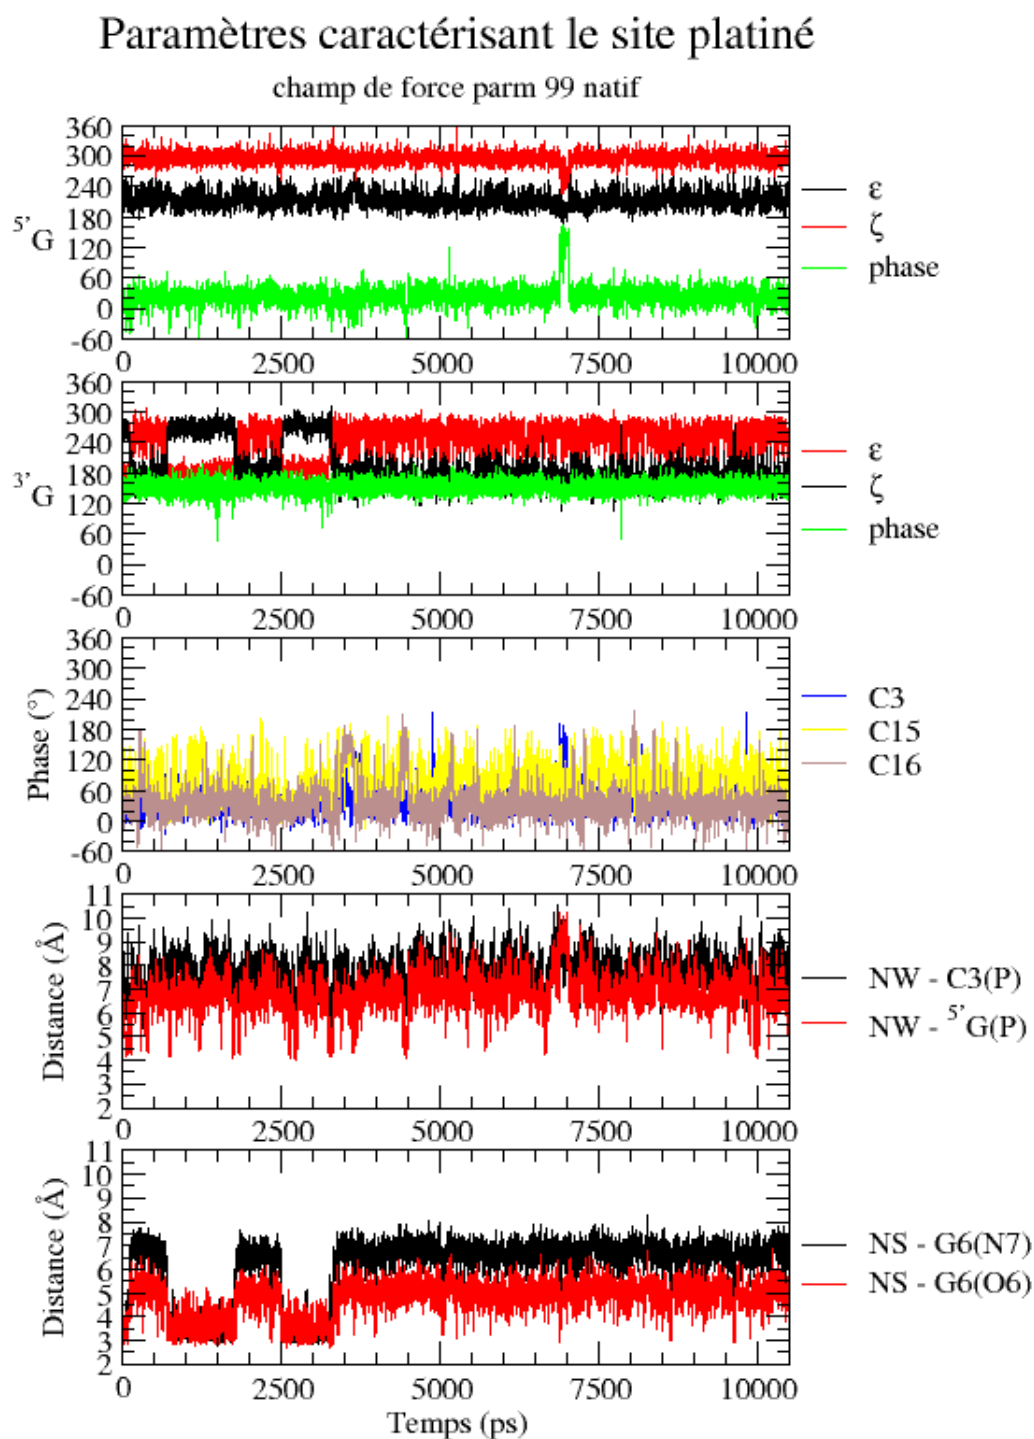 Paramètres caractérisant le site platiné
champ de force parm 99 natif
360
300
240
180
120
60
0
-60
5'G
0 2500 5000 7500 10000
ε
ζ
phase
360
300
240
180
120
60
0
-60
3'G
0 2500 5000 7500 10000
ε
ζ
phase
360
300
240
180
120
60
0
-60
Phase (°)
0 2500 5000 7500 10000
C3
C15
C16
11
10
9
8
7
6
5
4
3
2
Distance (Å)
0 2500 5000 7500 10000
NW - C3(P)
NW - 5'G(P)
11
10
9
8
7
6
5
4
3
2
Distance (Å)
0 2500 5000 7500 10000
NS - G6(N7)
NS - G6(O6)
Temps (ps)